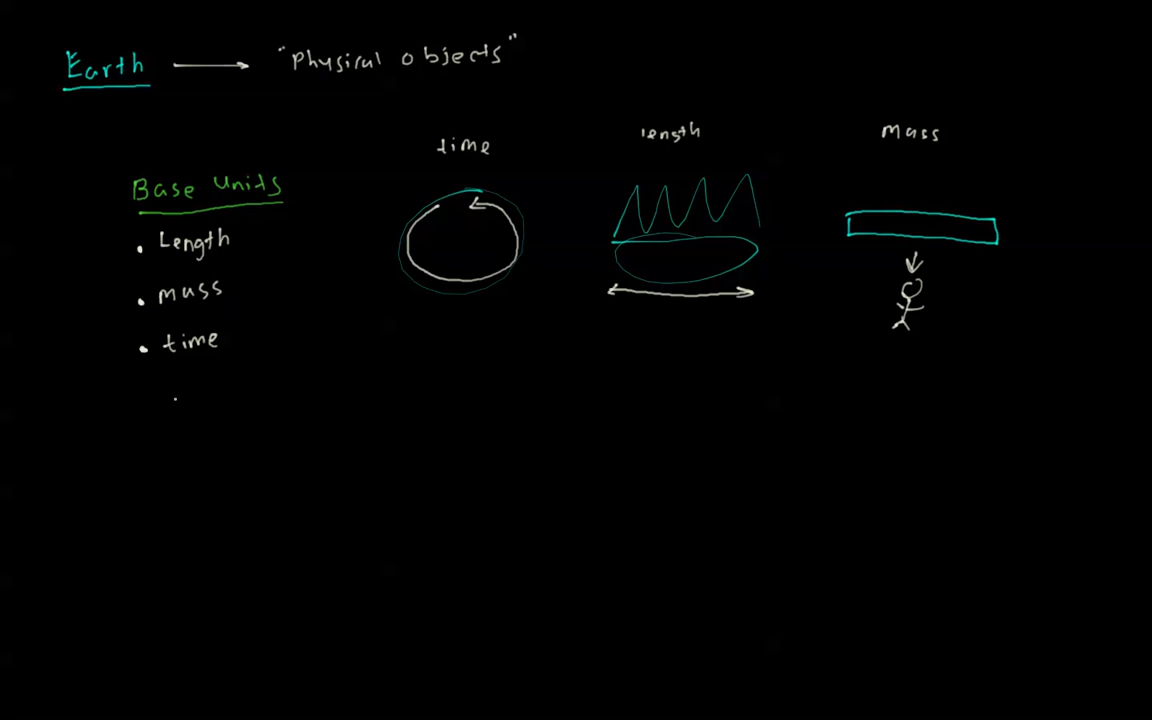 Earth → "Physical objects"
time
length
mass
Base Units
• Length
• mass
• time